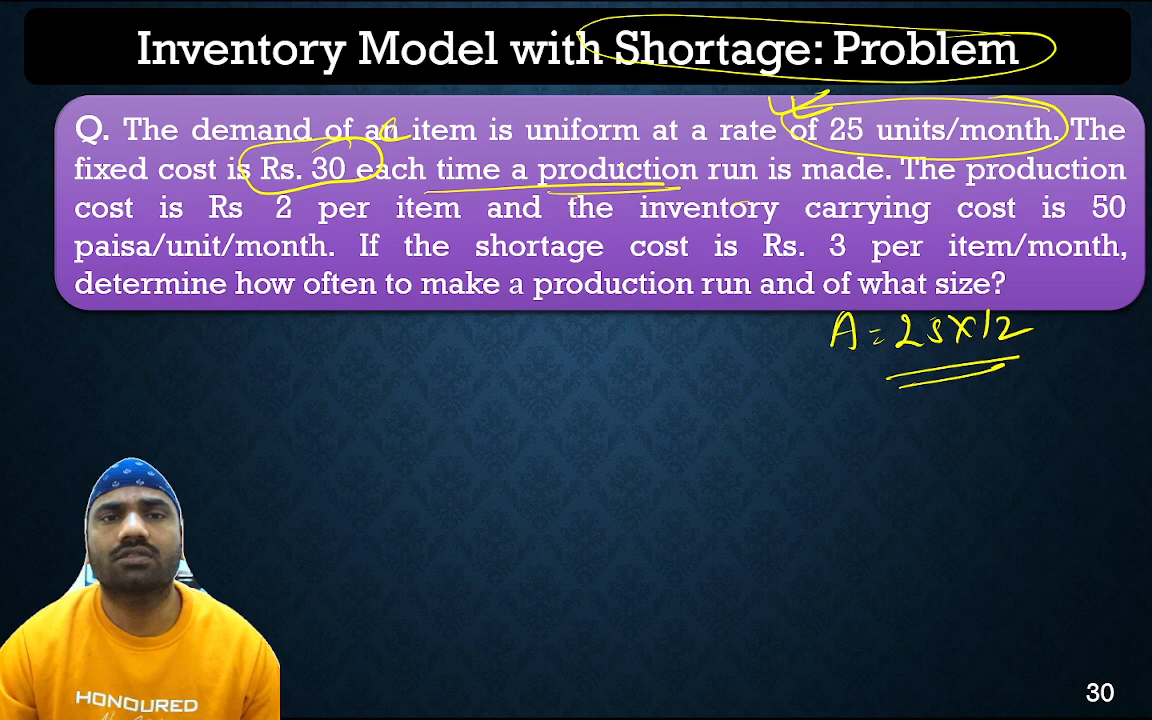 Inventory Model with Shortage: Problem
Q. The demand of an item is uniform at a rate of 25 units/month. The
fixed cost is Rs. 30 each time a production run is made. The production
cost is Rs 2 per item and the inventory carrying cost is 50
paisa/unit/month. If the shortage cost is Rs. 3 per item/month,
determine how often to make a production run and of what size?
A = 25 X 12
HONOURED
30